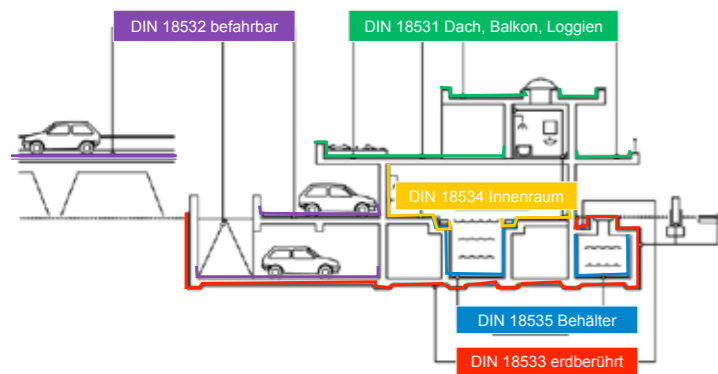 DIN 18532 befahrbar
DIN 18531 Dach, Balkon, Loggien
DIN 18534 Innenraum
DIN 18535 Behälter
DIN 18533 erdberührt